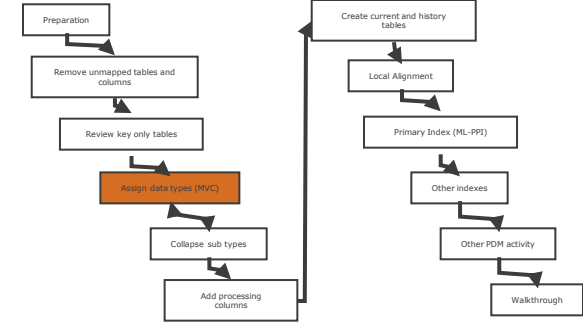 Preparation
Remove unmapped tables and
columns
Review key only tables
Assign data types (MVC)
Collapse sub types
Add processing
columns
Create current and history
tables
Local Alignment
Primary Index (ML-PPI)
Other indexes
Other PDM activity
Walkthrough